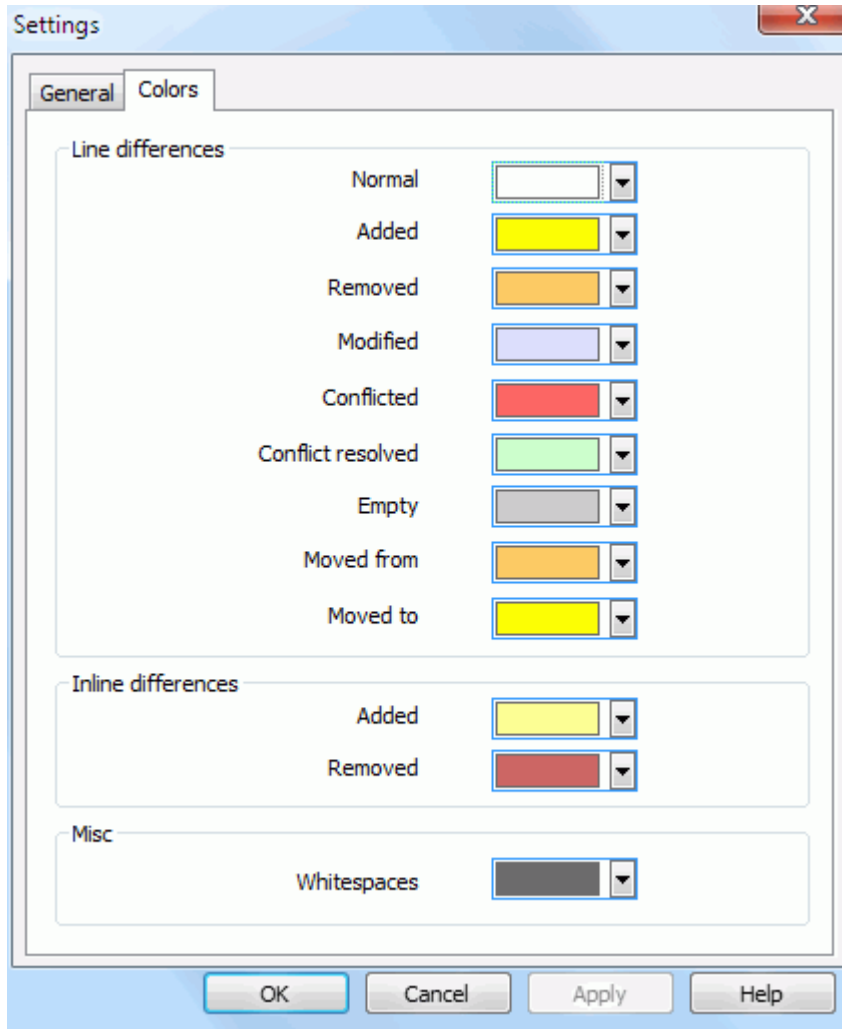 Settings
General
Colors
Line differences
Normal
Added
Removed
Modified
Conflicted
Conflict resolved
Empty
Moved from
Moved to
Inline differences
Added
Removed
Misc
Whitespaces
OK
Cancel
Apply
Help